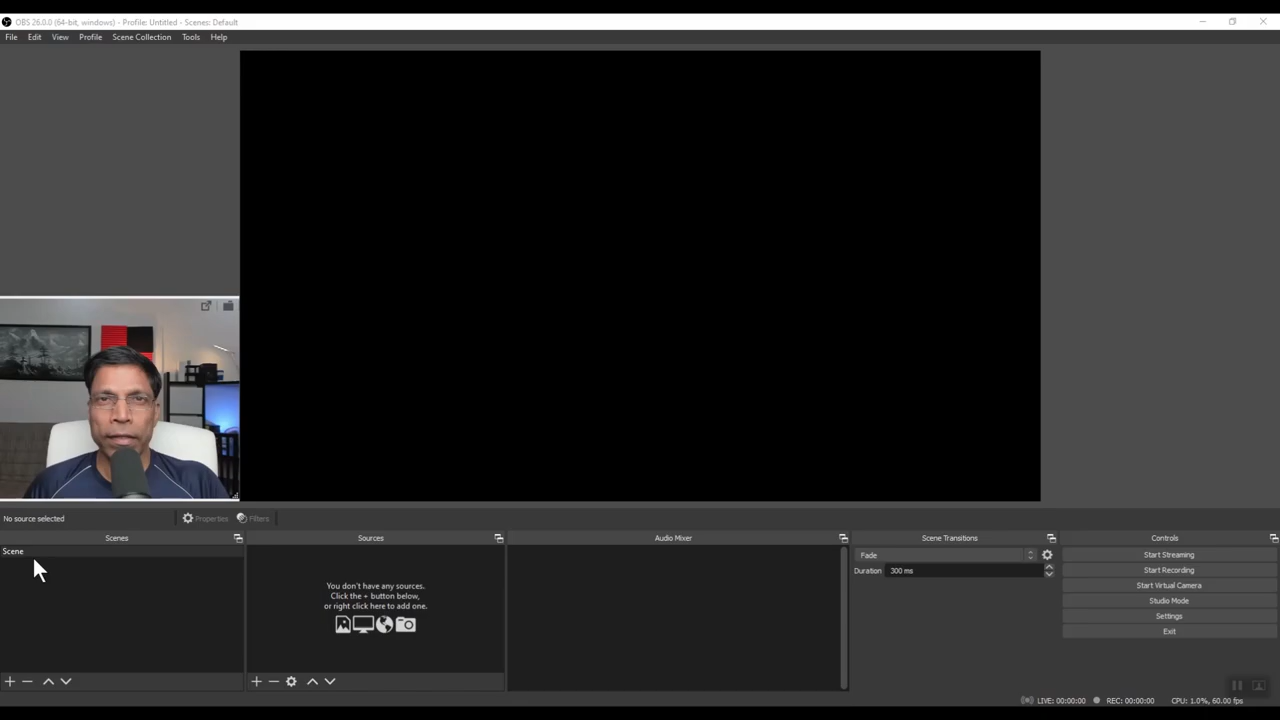 OBS 26.0.0 (64-bit, windows) - Profile: Untitled - Scenes: Default
File Edit View Profile Scene Collection Tools Help
No source selected Properties Filters
Scenes Sources Audio Mixer Scene Transitions Controls
Scene
You don't have any sources.
Click the + button below,
or right click here to add one.
Fade
Duration 300 ms
Start Streaming
Start Recording
Start Virtual Camera
Studio Mode
Settings
Exit
LIVE: 00:00:00 REC: 00:00:00 CPU: 1.0%, 60.00 fps